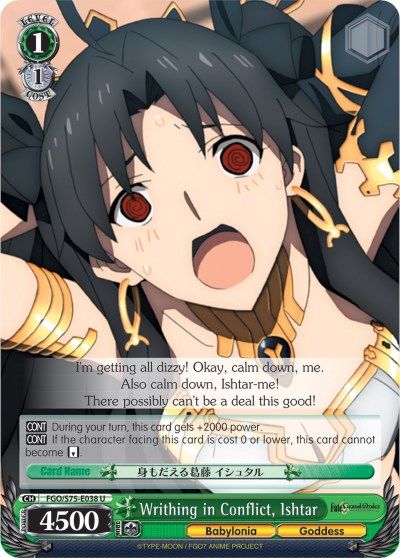 LEVEL
1
1
COST
I'm getting all dizzy! Okay, calm down, me.
Also calm down, Ishtar-me!
There possibly can't be a deal this good!
CONT During your turn, this card gets +2000 power.
CONT If the character facing this card is cost 0 or lower, this card cannot
become [▼].
Card Name 身もだえる葛藤 イシュタル
CH FGO/S75-E038 U
4500
Writhing in Conflict, Ishtar
Fate/Grand Order
Babylonia Goddess
©TYPE-MOON / FGO7 ANIME PROJECT